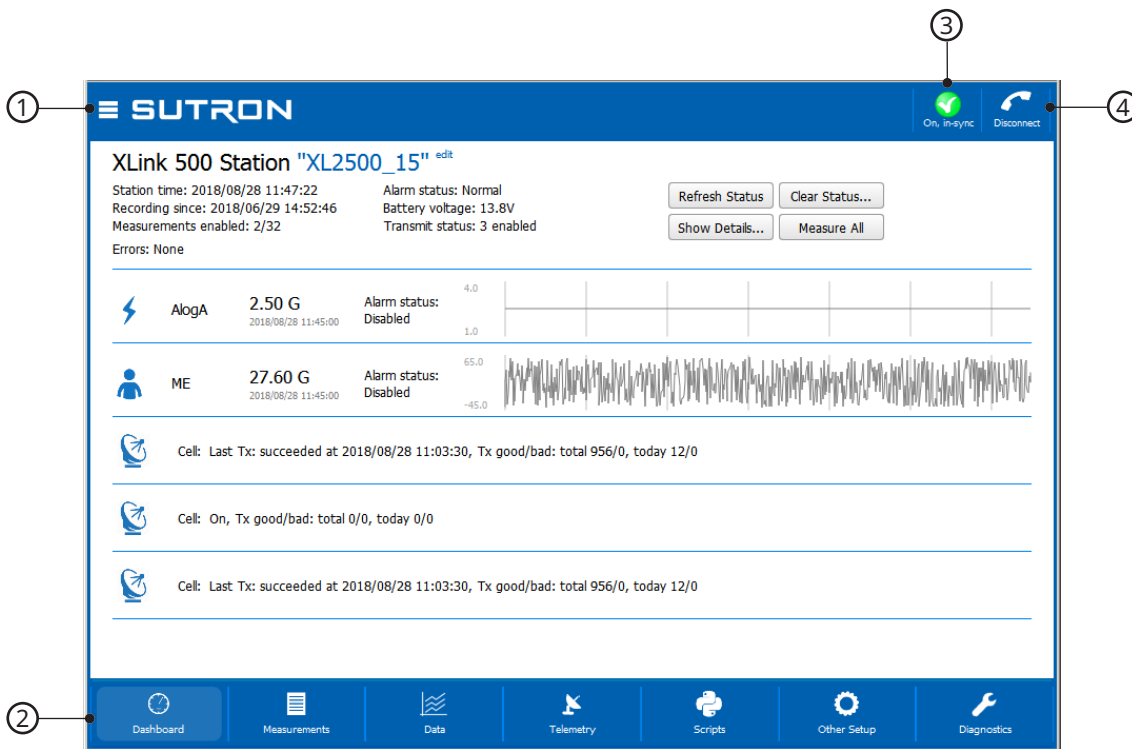 3
1
SUTRON
On, in-sync
Disconnect
4
XLink 500 Station "XL2500_15" edit
Station time: 2018/08/28 11:47:22
Alarm status: Normal
Refresh Status
Clear Status...
Recording since: 2018/06/29 14:52:46
Battery voltage: 13.8V
Measurements enabled: 2/32
Transmit status: 3 enabled
Show Details...
Measure All
Errors: None
AlogA
2.50 G
2018/08/28 11:45:00
Alarm status:
Disabled
4.0
1.0
ME
27.60 G
2018/08/28 11:45:00
Alarm status:
Disabled
65.0
-45.0
Cell: Last Tx: succeeded at 2018/08/28 11:03:30, Tx good/bad: total 956/0, today 12/0
Cell: On, Tx good/bad: total 0/0, today 0/0
Cell: Last Tx: succeeded at 2018/08/28 11:03:30, Tx good/bad: total 956/0, today 12/0
2
Dashboard
Measurements
Data
Telemetry
Scripts
Other Setup
Diagnostics